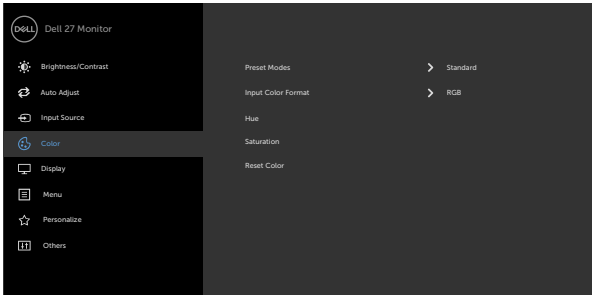 DELL Dell 27 Monitor
Brightness/Contrast
Auto Adjust
Input Source
Color
Display
Menu
Personalize
Others
Preset Modes Standard
Input Color Format RGB
Hue
Saturation
Reset Color